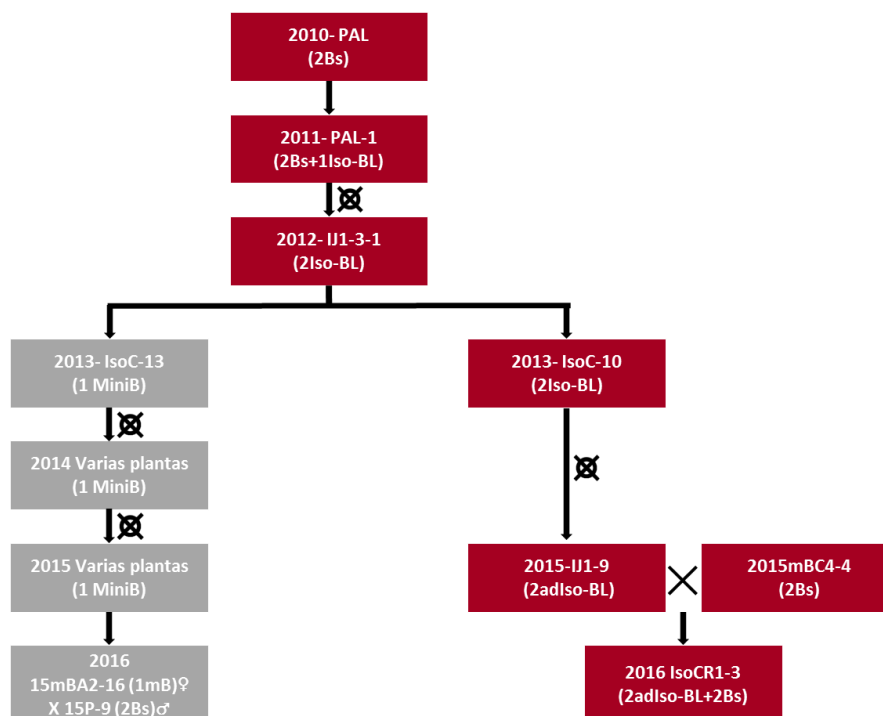 2010- PAL
(2Bs)
2011- PAL-1
(2Bs+1Iso-BL)
2012- IJ1-3-1
(2Iso-BL)
2013- IsoC-13
(1 MiniB)
2013- IsoC-10
(2Iso-BL)
2014 Varias plantas
(1 MiniB)
2015 Varias plantas
(1 MiniB)
2015-IJ1-9
(2adIso-BL)
2015mBC4-4
(2Bs)
2016
15mBA2-16 (1mB)♀
X 15P-9 (2Bs)♂
2016 IsoCR1-3
(2adIso-BL+2Bs)